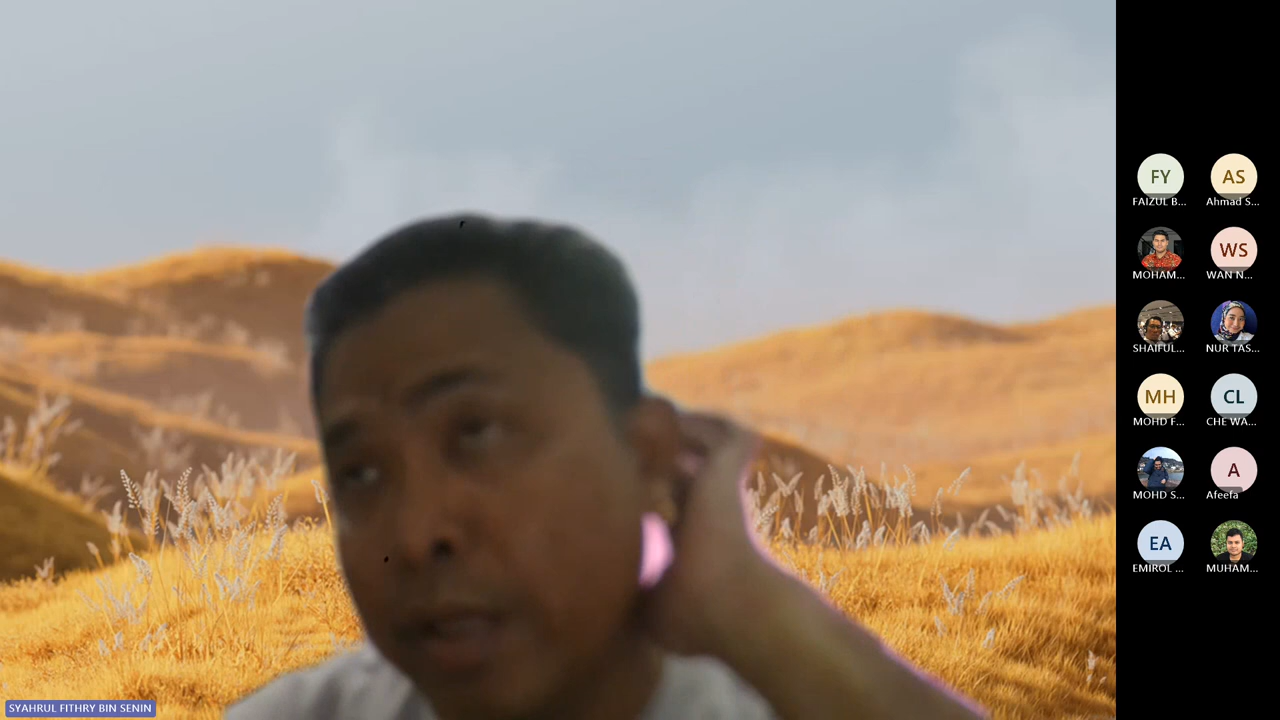 FY
AS
FAIZUL B...
Ahmad S...
WS
MOHAM...
WAN N...
SHAIFUL...
NUR TAS...
MH
CL
MOHD F...
CHE WA...
A
MOHD S...
Afeefa
EA
EMIROL ...
MUHAM...
SYAHRUL FITHRY BIN SENIN